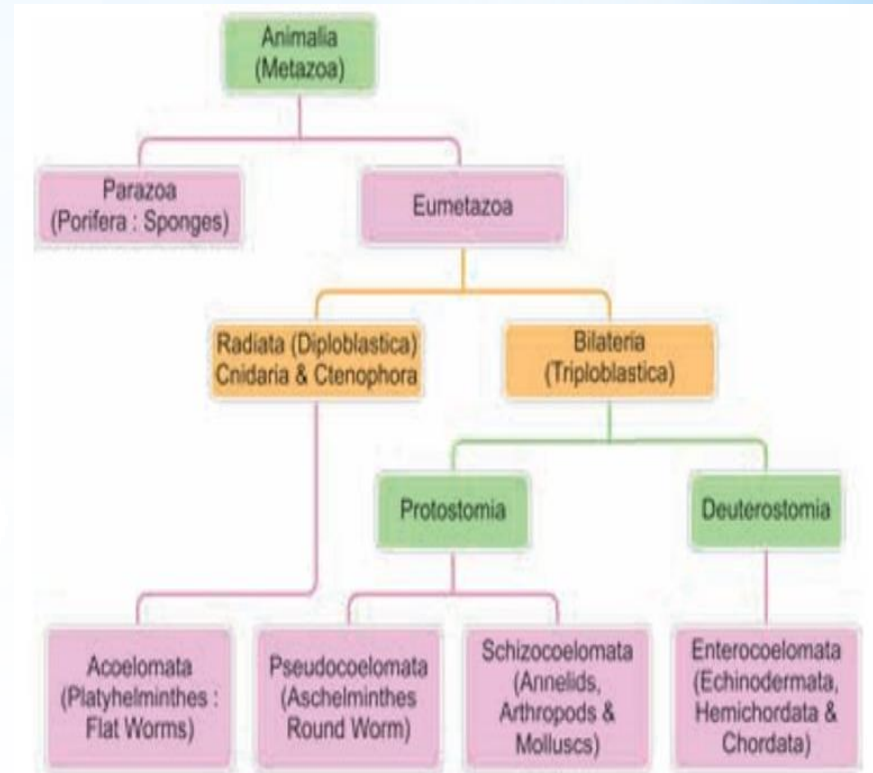 Animalia
(Metazoa)
Parazoa
(Porifera : Sponges)
Eumetazoa
Radiata (Diploblastica)
Cnidaria & Ctenophora
Bilateria
(Triploblastica)
Protostomia
Deuterostomia
Acoelomata
(Platyhelminthes :
Flat Worms)
Pseudocoelomata
(Aschelminthes
Round Worm)
Schizocoelomata
(Annelids,
Arthropods &
Molluscs)
Enterocoelomata
(Echinodermata,
Hemichordata &
Chordata)